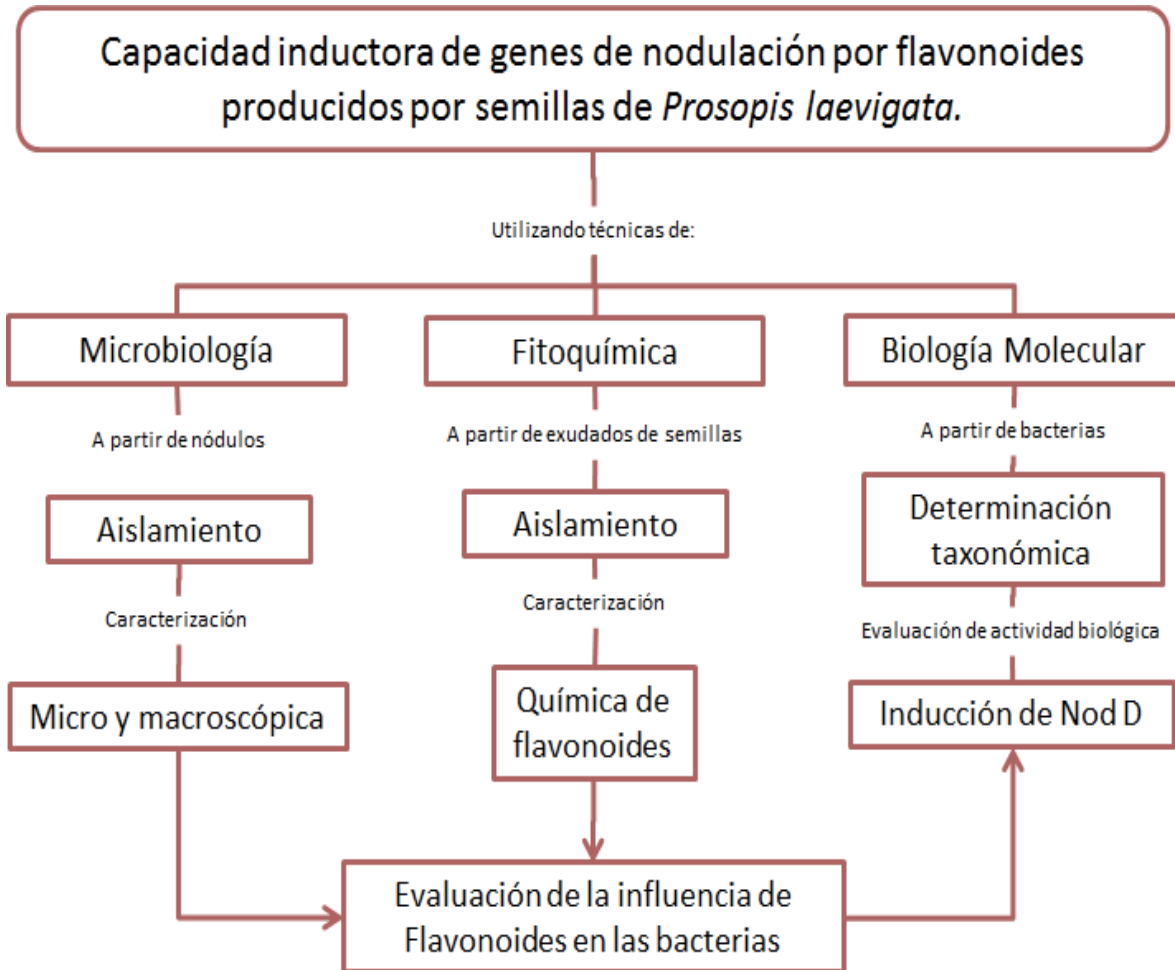 Capacidad inductora de genes de nodulación por flavonoides
producidos por semillas de Prosopis laevigata.
Utilizando técnicas de:
Microbiología
Fitoquímica
Biología Molecular
A partir de nódulos
A partir de exudados de semillas
A partir de bacterias
Aislamiento
Aislamiento
Determinación
taxonómica
Caracterización
Caracterización
Evaluación de actividad biológica
Micro y macroscópica
Química de
flavonoides
Inducción de Nod D
Evaluación de la influencia de
Flavonoides en las bacterias